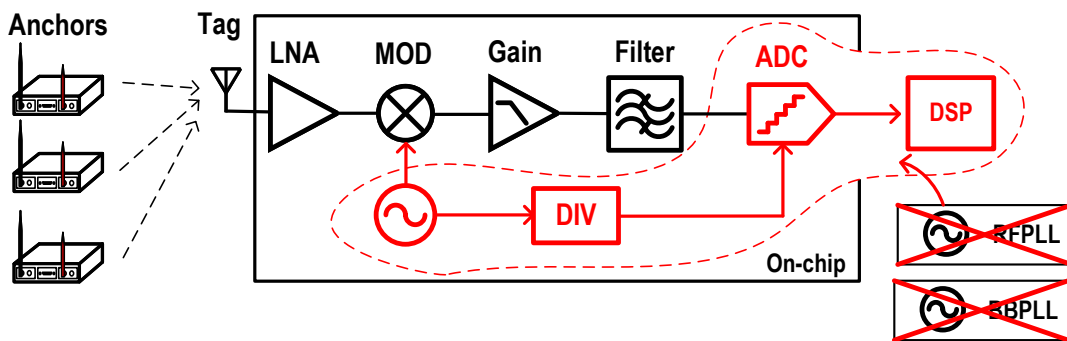 Anchors
Tag
LNA
MOD
Gain
Filter
ADC
DSP
DIV
On-chip
RFPLL
BBPLL